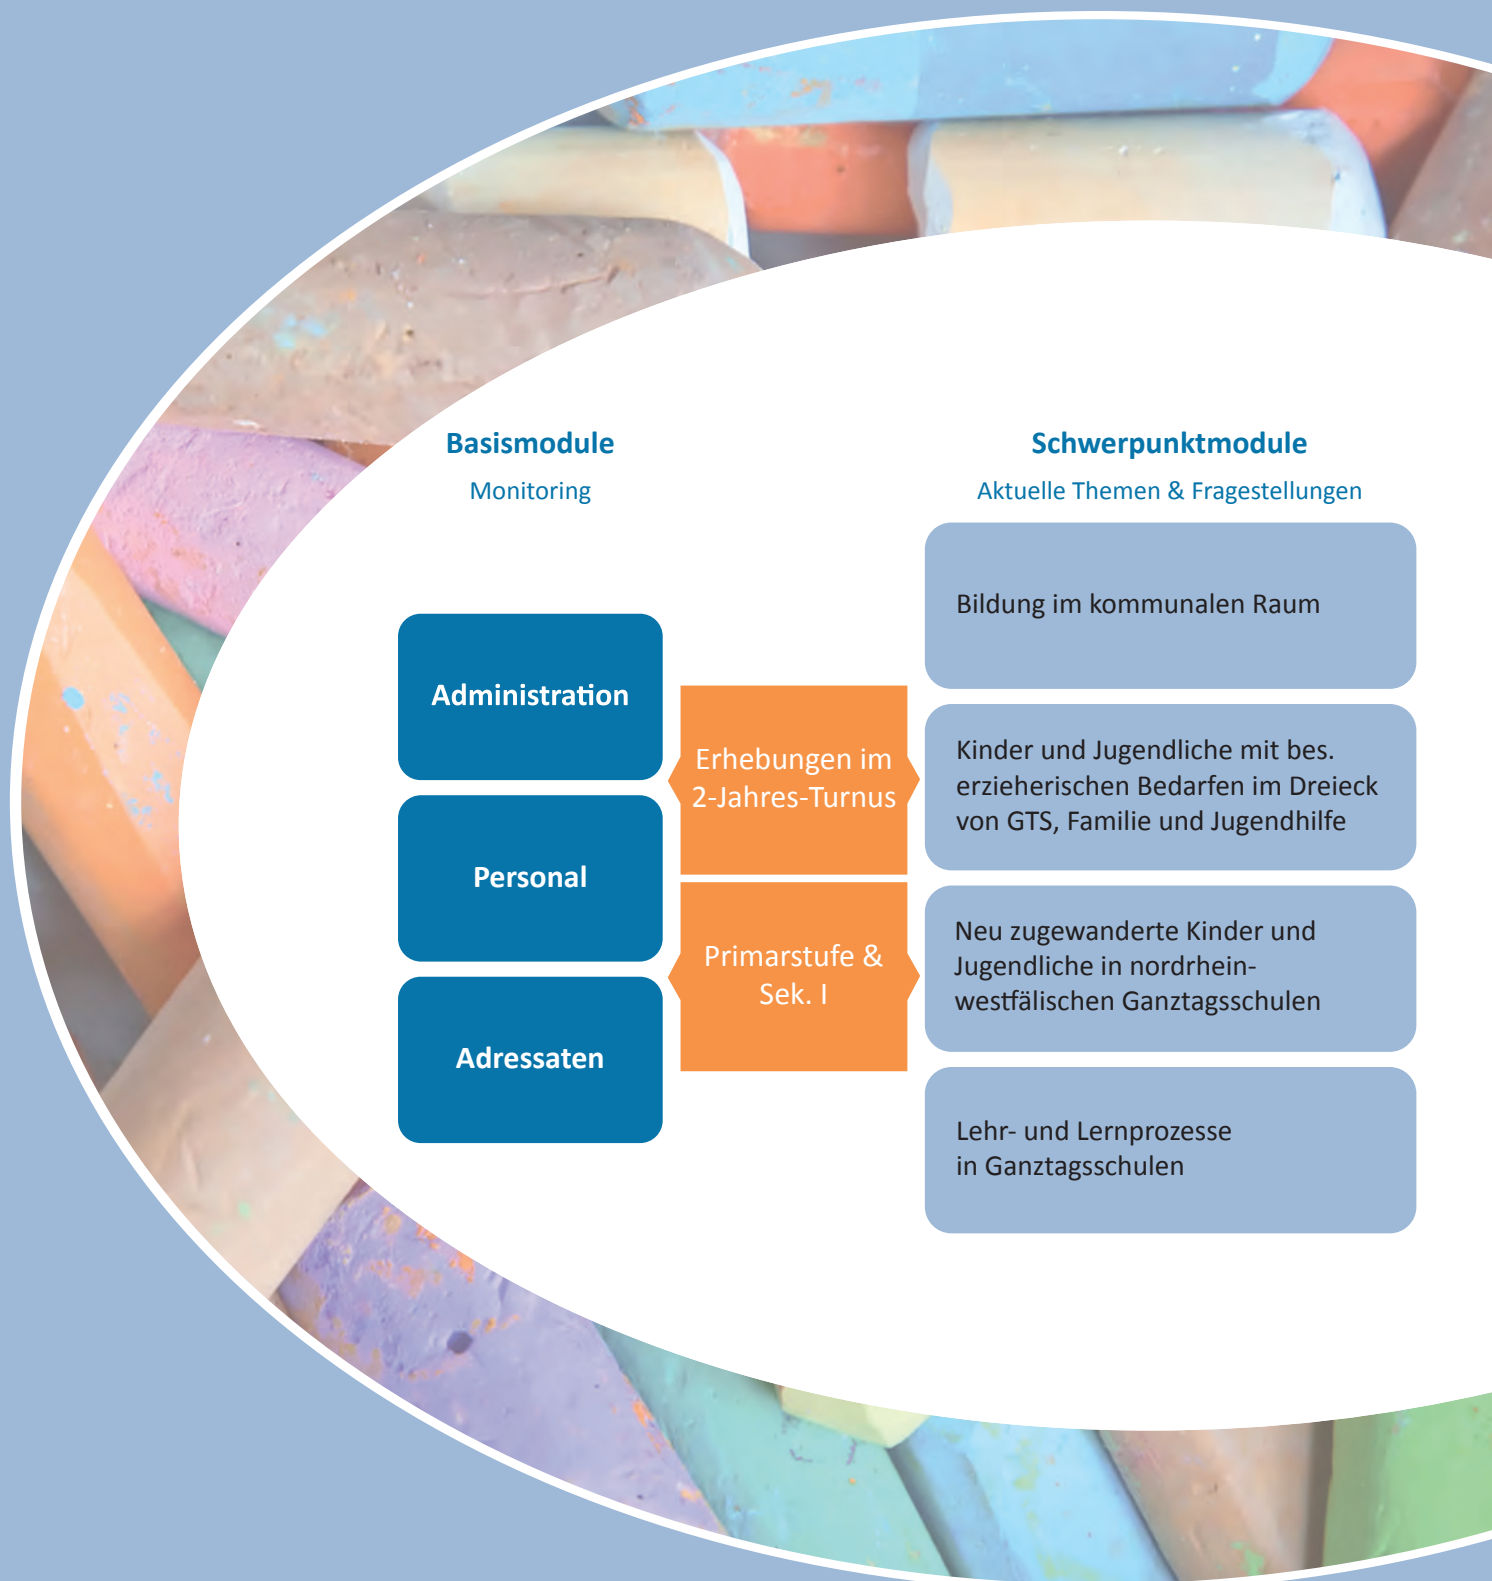 Basismodule
Monitoring
Administration
Personal
Adressaten
Erhebungen im
2-Jahres-Turnus
Primarstufe &
Sek. I
Schwerpunktmodule
Aktuelle Themen & Fragestellungen
Bildung im kommunalen Raum
Kinder und Jugendliche mit bes.
erzieherischen Bedarfen im Dreieck
von GTS, Familie und Jugendhilfe
Neu zugewanderte Kinder und
Jugendliche in nordrhein-
westfälischen Ganztagsschulen
Lehr- und Lernprozesse
in Ganztagsschulen